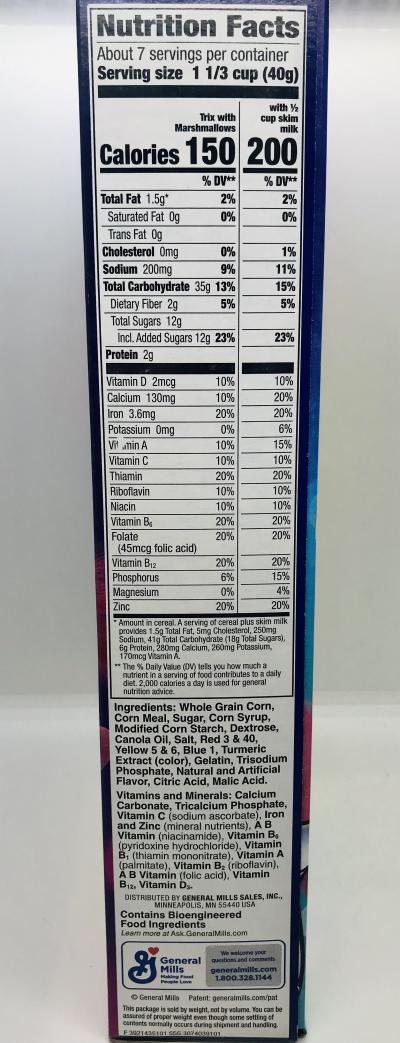 Nutrition Facts
About 7 servings per container
Serving size 1 1/3 cup (40g)
Trix with
Marshmallows
with ½
cup skim
milk
Calories 150 200
% DV** % DV**
Total Fat 1.5g* 2% 2%
Saturated Fat 0g 0% 0%
Trans Fat 0g
Cholesterol 0mg 0% 1%
Sodium 200mg 9% 11%
Total Carbohydrate 35g 13% 15%
Dietary Fiber 2g 5% 5%
Total Sugars 12g
Incl. Added Sugars 12g 23% 23%
Protein 2g
Vitamin D 2mcg 10% 10%
Calcium 130mg 10% 20%
Iron 3.6mg 20% 20%
Potassium 0mg 0% 6%
Vitamin A 10% 15%
Vitamin C 10% 10%
Thiamin 20% 20%
Riboflavin 10% 10%
Niacin 10% 10%
Vitamin B₆ 20% 20%
Folate 20% 20%
(45mcg folic acid)
Vitamin B₁₂ 20% 20%
Phosphorus 6% 15%
Magnesium 0% 4%
Zinc 20% 20%
* Amount in cereal. A serving of cereal plus skim milk
provides 1.5g Total Fat, 5mg Cholesterol, 250mg
Sodium, 41g Total Carbohydrate (18g Total Sugars),
6g Protein, 280mg Calcium, 260mg Potassium,
170mcg Vitamin A.
** The % Daily Value (DV) tells you how much a
nutrient in a serving of food contributes to a daily
diet. 2,000 calories a day is used for general
nutrition advice.
Ingredients: Whole Grain Corn,
Corn Meal, Sugar, Corn Syrup,
Modified Corn Starch, Dextrose,
Canola Oil, Salt, Red 3 & 40,
Yellow 5 & 6, Blue 1, Turmeric
Extract (color), Gelatin, Trisodium
Phosphate, Natural and Artificial
Flavor, Citric Acid, Malic Acid.
Vitamins and Minerals: Calcium
Carbonate, Tricalcium Phosphate,
Vitamin C (sodium ascorbate), Iron
and Zinc (mineral nutrients), A B
Vitamin (niacinamide), Vitamin B₆
(pyridoxine hydrochloride), Vitamin
B₁ (thiamin mononitrate), Vitamin A
(palmitate), Vitamin B₂ (riboflavin),
A B Vitamin (folic acid), Vitamin
B₁₂, Vitamin D₃.
DISTRIBUTED BY GENERAL MILLS SALES, INC.,
MINNEAPOLIS, MN 55440 USA
Contains Bioengineered
Food Ingredients
Learn more at Ask.GeneralMills.com
General
Mills
Making Food
People Love
We welcome your
questions and comments
generalmills.com
1.800.328.1144
© General Mills Patent: generalmills.com/pat
This package is sold by weight, not by volume. You can be
assured of proper weight even though some settling of
contents normally occurs during shipment and handling.
F 3921435101 SSG 3074039101